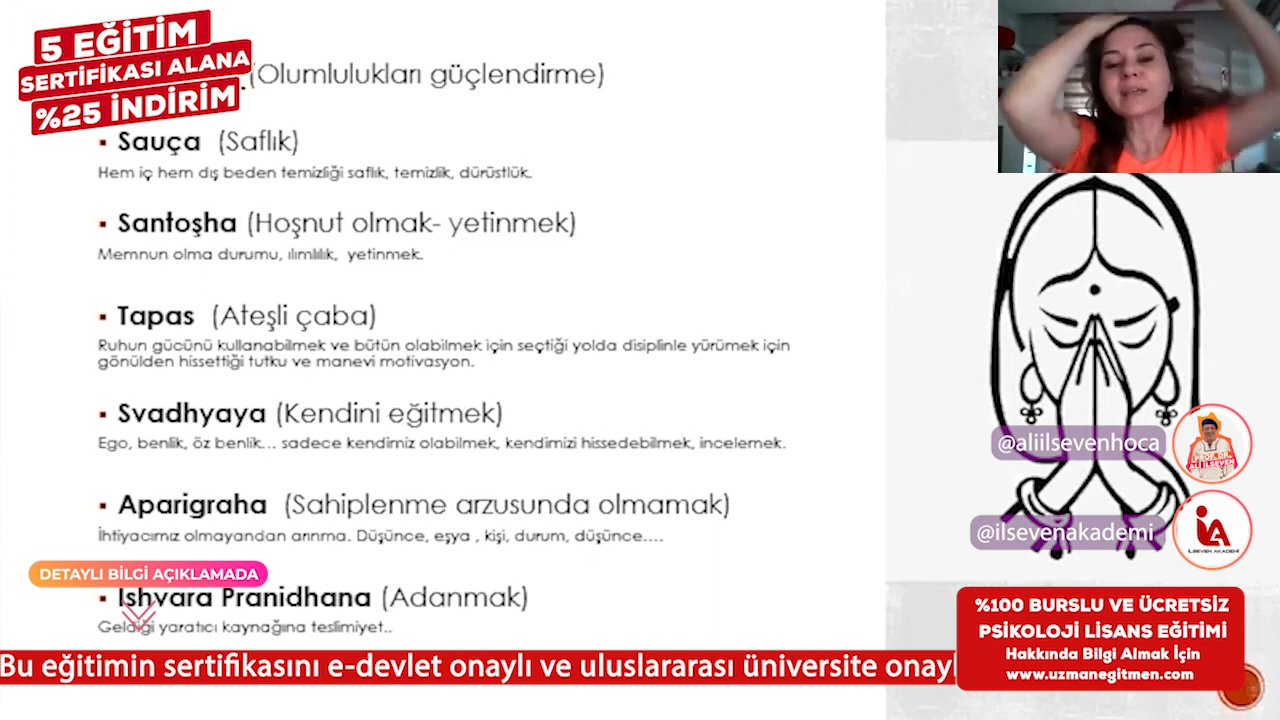 5 EĞİTİM
SERTİFİKASI ALANA
%25 İNDİRİM
(Olumlulukları güçlendirme)
▪ Sauça (Saflık)
Hem iç hem dış beden temizliği saflık, temizlik, dürüstlük.
▪ Santoşha (Hoşnut olmak- yetinmek)
Memnun olma durumu, ılımlılık, yetinmek.
▪ Tapas (Ateşli çaba)
Ruhun gücünü kullanabilmek ve bütün olabilmek için seçtiği yolda disiplinle yürümek için
gönülden hissettiği tutku ve manevi motivasyon.
▪ Svadhyaya (Kendini eğitmek)
Ego, benlik, öz benlik... sadece kendimiz olabilmek, kendimizi hissedebilmek, incelemek.
▪ Aparigraha (Sahiplenme arzusunda olmamak)
İhtiyacımız olmayandan arınma. Düşünce, eşya , kişi, durum, düşünce....
▪ Ishvara Pranidhana (Adanmak)
Geldiği yaratıcı kaynağına teslimiyet..
DETAYLI BİLGİ AÇIKLAMADA
@aliilsevenhoca
PROF. DR.
ALİ İLSEVEN
@ilsevenakademi
İLSEVEN AKADEMİ
%100 BURSLU VE ÜCRETSİZ
PSİKOLOJİ LİSANS EĞİTİMİ
Hakkında Bilgi Almak İçin
www.uzmanegitmen.com
Bu eğitimin sertifikasını e-devlet onaylı ve uluslararası üniversite onayl